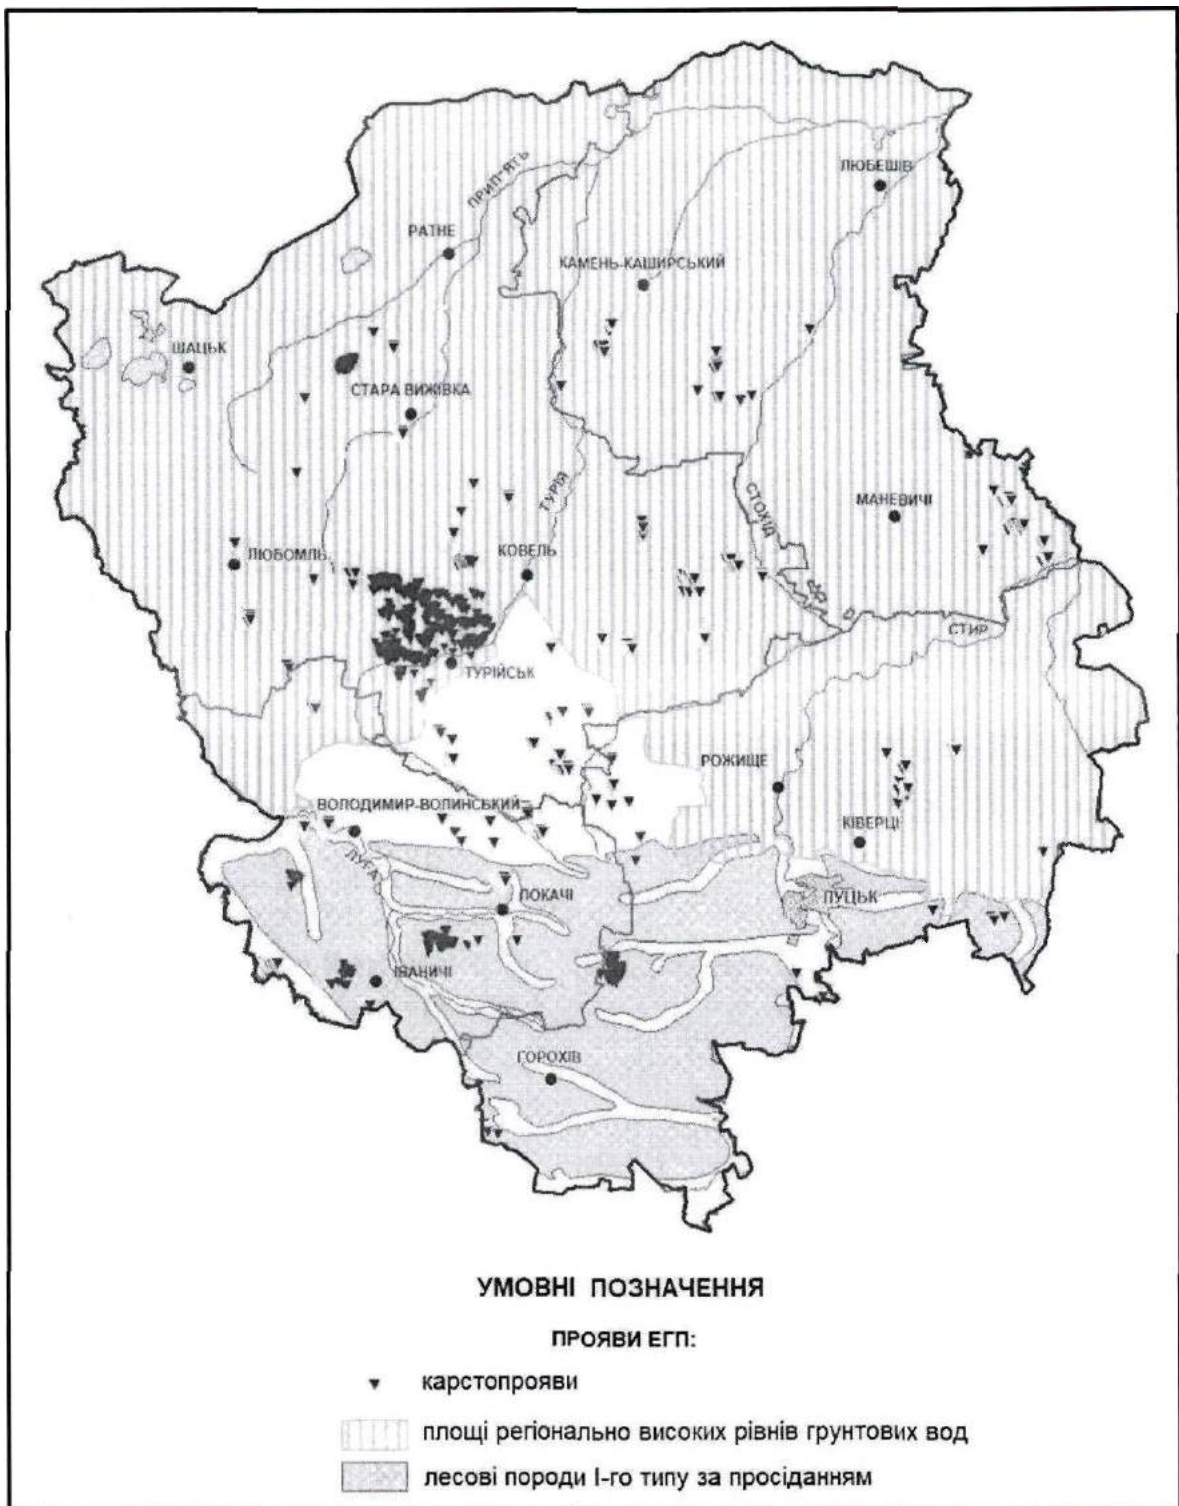 ПРИП'ЯТЬ
ЛЮБЕШІВ
РАТНЕ
КАМЕНЬ-КАШИРСЬКИЙ
ШАЦЬК
СТАРА ВИЖІВКА
ТУРІЯ
СТОХІД
МАНЕВИЧІ
ЛЮБОМЛЬ
КОВЕЛЬ
СТИР
ТУРІЙСЬК
РОЖИЩЕ
ВОЛОДИМИР-ВОЛИНСЬКИЙ
КІВЕРЦІ
ЛУГА
ЛОКАЧІ
ЛУЦЬК
ІВАНИЧІ
ГОРОХІВ
УМОВНІ ПОЗНАЧЕННЯ
ПРОЯВИ ЕГП:
карстопрояви
площі регіонально високих рівнів грунтових вод
лесові породи І-го типу за просіданням